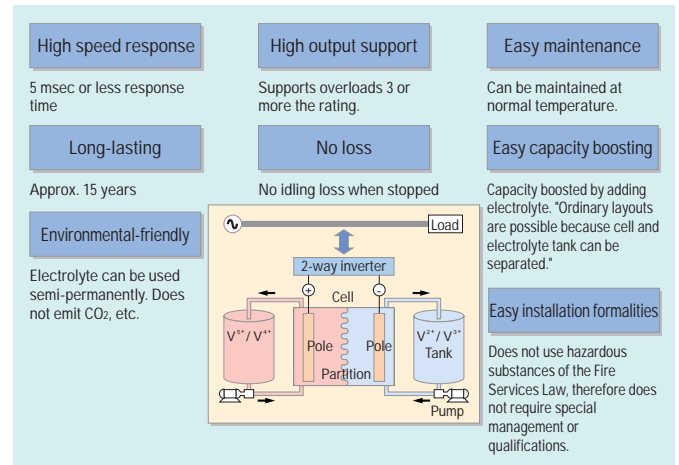 High speed response
5 msec or less response
time
High output support
Supports overloads 3 or
more the rating.
Easy maintenance
Can be maintained at
normal temperature.
Long-lasting
Approx. 15 years
No loss
No idling loss when stopped
Easy capacity boosting
Capacity boosted by adding
electrolyte. "Ordinary layouts
are possible because cell and
electrolyte tank can be
separated."
Environmental-friendly
Electrolyte can be used
semi-permanently. Does
not emit CO₂, etc.
Easy installation formalities
Does not use hazardous
substances of the Fire
Services Law, therefore does
not require special
management or
qualifications.
Load
2-way inverter
+
-
Cell
V⁵⁺/ V⁴⁺
Pole
Pole
V²⁺/ V³⁺
Tank
Partition
Pump